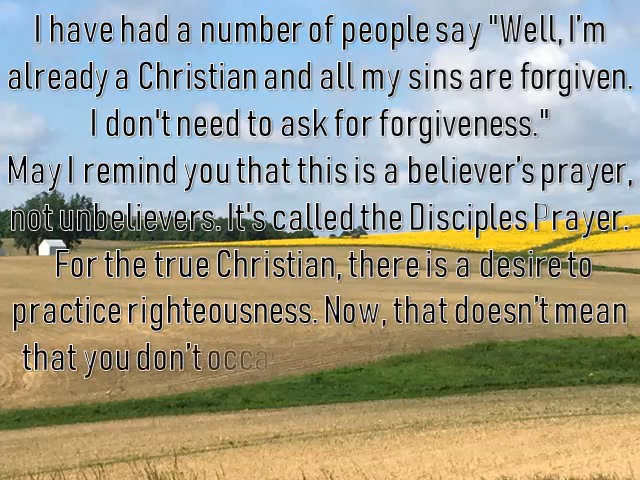 I have had a number of people say "Well, I’m
already a Christian and all my sins are forgiven.
I don't need to ask for forgiveness."
May I remind you that this is a believer’s prayer,
not unbelievers. It's called the Disciples Prayer.
For the true Christian, there is a desire to
practice righteousness. Now, that doesn’t mean
that you don’t occa